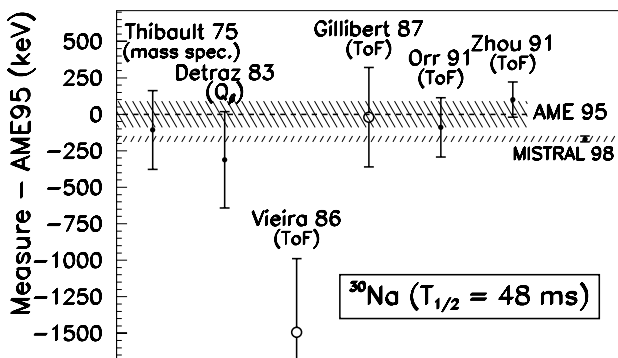 Measure – AME95 (keV)
500
250
0
−250
−500
−750
−1000
−1250
−1500
Thibault 75
(mass spec.)
Detraz 83
(Qᵦ)
Vieira 86
(ToF)
Gillibert 87
(ToF)
Orr 91
(ToF)
Zhou 91
(ToF)
AME 95
MISTRAL 98
³⁰Na (T₁/₂ = 48 ms)